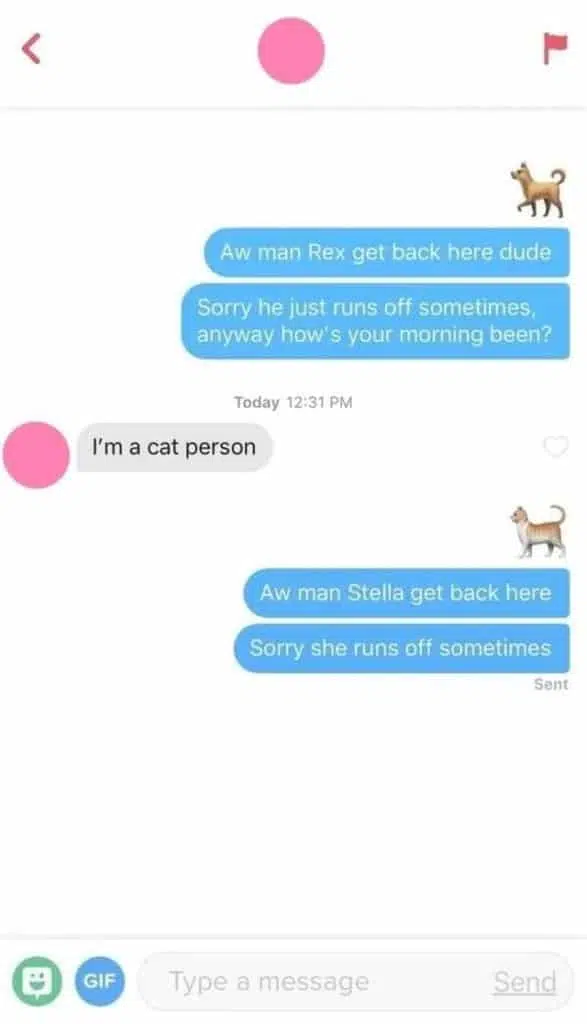 Aw man Rex get back here dude
Sorry he just runs off sometimes,
anyway how's your morning been?
Today 12:31 PM
I’m a cat person
Aw man Stella get back here
Sorry she runs off sometimes
Sent
GIF Type a message Send